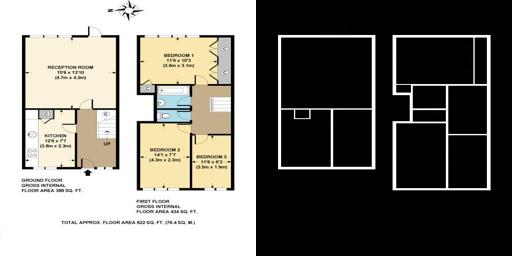 N
BEDROOM 1
11'9 x 10'3
(3.6m x 3.1m)
RECEPTION ROOM
15'6 x 13'10
(4.7m x 4.2m)
KITCHEN
12'6 x 7'7
(3.8m x 2.3m)
UP
BEDROOM 2
14'1 x 7'7
(4.3m x 2.3m)
BEDROOM 3
11'6 x 6'3
(3.5m x 1.9m)
GROUND FLOOR
GROSS INTERNAL
FLOOR AREA 388 SQ. FT.
FIRST FLOOR
GROSS INTERNAL
FLOOR AREA 434 SQ. FT.
TOTAL APPROX. FLOOR AREA 822 SQ. FT. (76.4 SQ. M.)